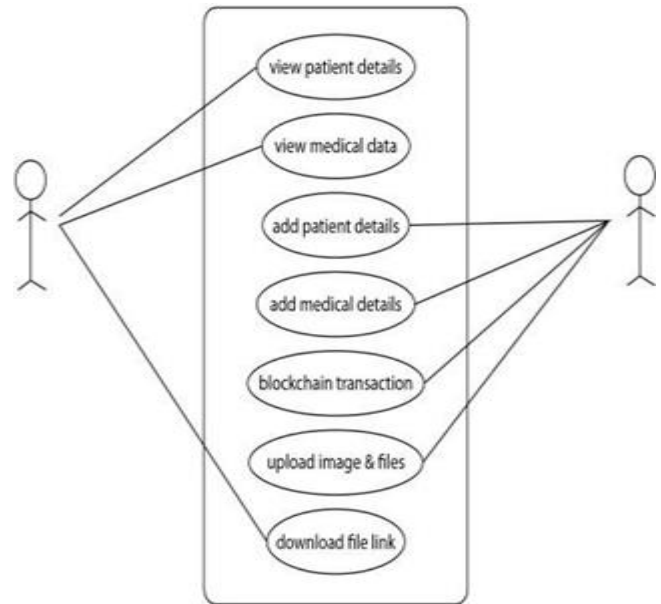 view patient details
view medical data
add patient details
add medical details
blockchain transaction
upload image & files
download file link